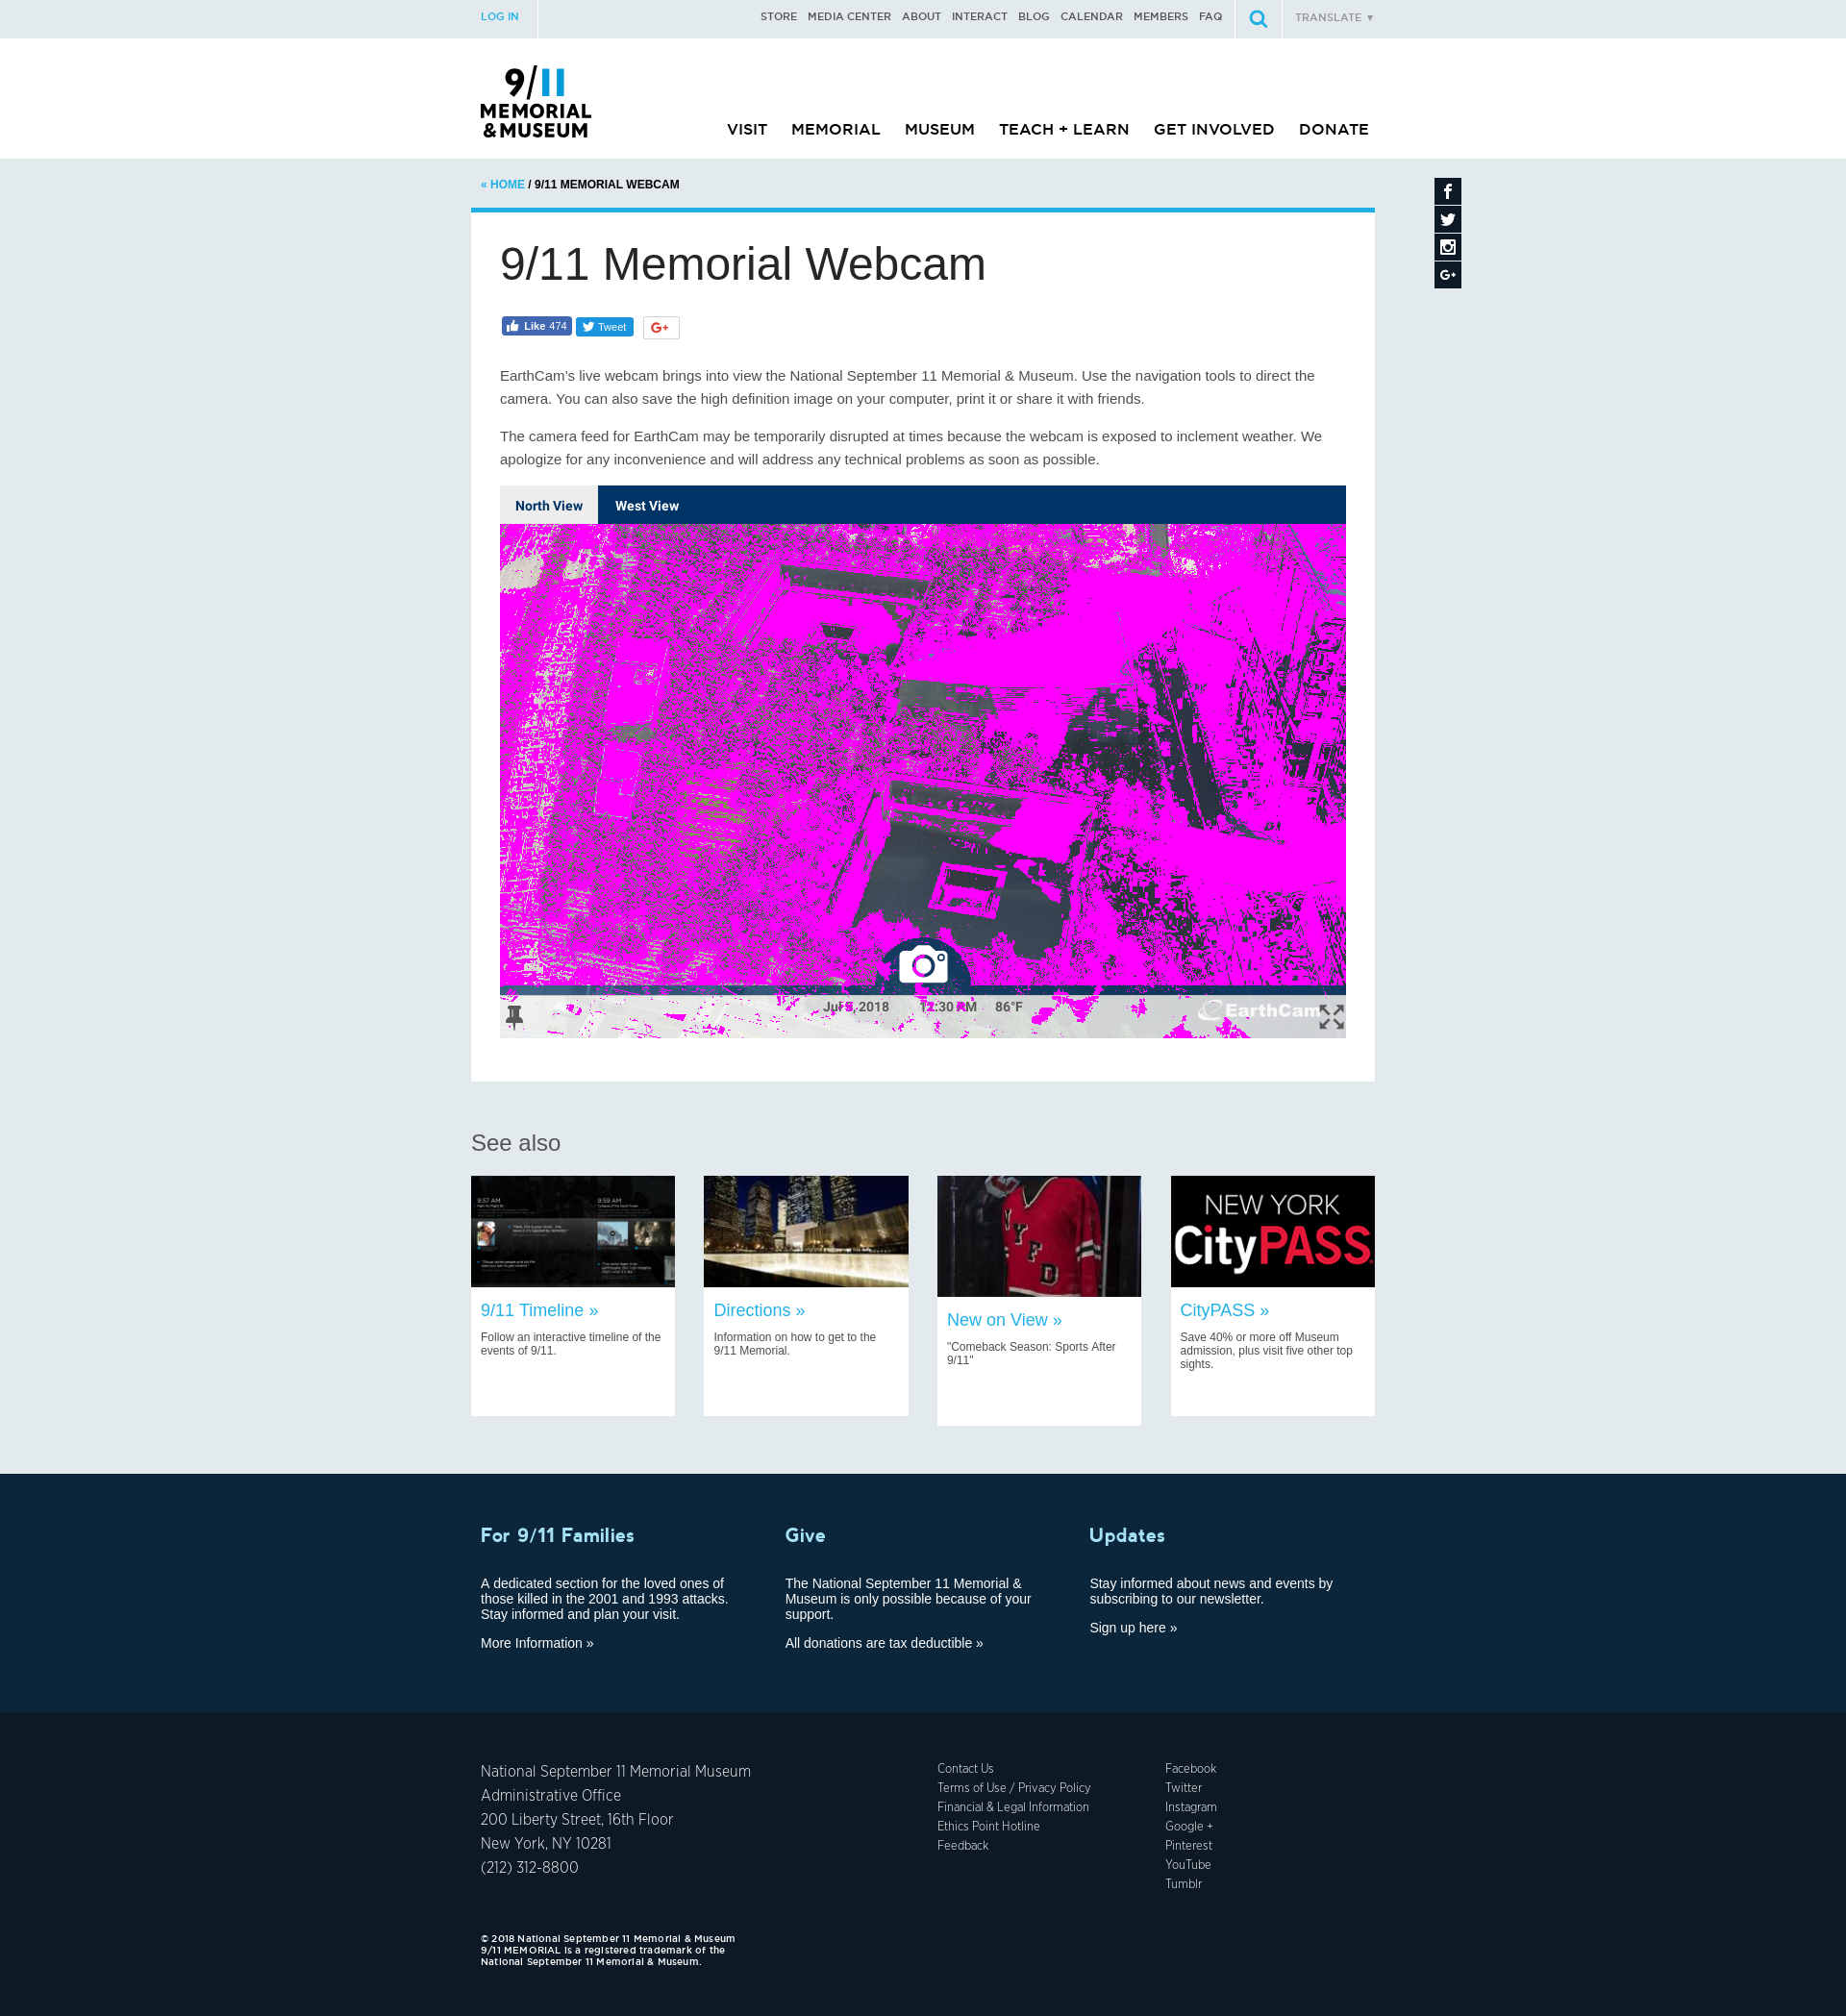 LOG IN
STORE MEDIA CENTER ABOUT INTERACT BLOG CALENDAR MEMBERS FAQ
TRANSLATE ▼
9/11
MEMORIAL
& MUSEUM
VISIT MEMORIAL MUSEUM TEACH + LEARN GET INVOLVED DONATE
« HOME / 9/11 MEMORIAL WEBCAM
9/11 Memorial Webcam
Like 474
Tweet
G+
EarthCam's live webcam brings into view the National September 11 Memorial & Museum. Use the navigation tools to direct the
camera. You can also save the high definition image on your computer, print it or share it with friends.
The camera feed for EarthCam may be temporarily disrupted at times because the webcam is exposed to inclement weather. We
apologize for any inconvenience and will address any technical problems as soon as possible.
North View West View
2018
86°F
EarthCam
See also
9:57 AM
9:59 AM
NYFD
NEW YORK
CityPASS
9/11 Timeline »
Follow an interactive timeline of the
events of 9/11.
Directions »
Information on how to get to the
9/11 Memorial.
New on View »
"Comeback Season: Sports After
9/11"
CityPASS »
Save 40% or more off Museum
admission, plus visit five other top
sights.
For 9/11 Families
A dedicated section for the loved ones of
those killed in the 2001 and 1993 attacks.
Stay informed and plan your visit.
More Information »
Give
The National September 11 Memorial &
Museum is only possible because of your
support.
All donations are tax deductible »
Updates
Stay informed about news and events by
subscribing to our newsletter.
Sign up here »
National September 11 Memorial Museum
Administrative Office
200 Liberty Street, 16th Floor
New York, NY 10281
(212) 312-8800
Contact Us
Terms of Use / Privacy Policy
Financial & Legal Information
Ethics Point Hotline
Feedback
Facebook
Twitter
Instagram
Google +
Pinterest
YouTube
Tumblr
© 2018 National September 11 Memorial & Museum
9/11 MEMORIAL is a registered trademark of the
National September 11 Memorial & Museum.